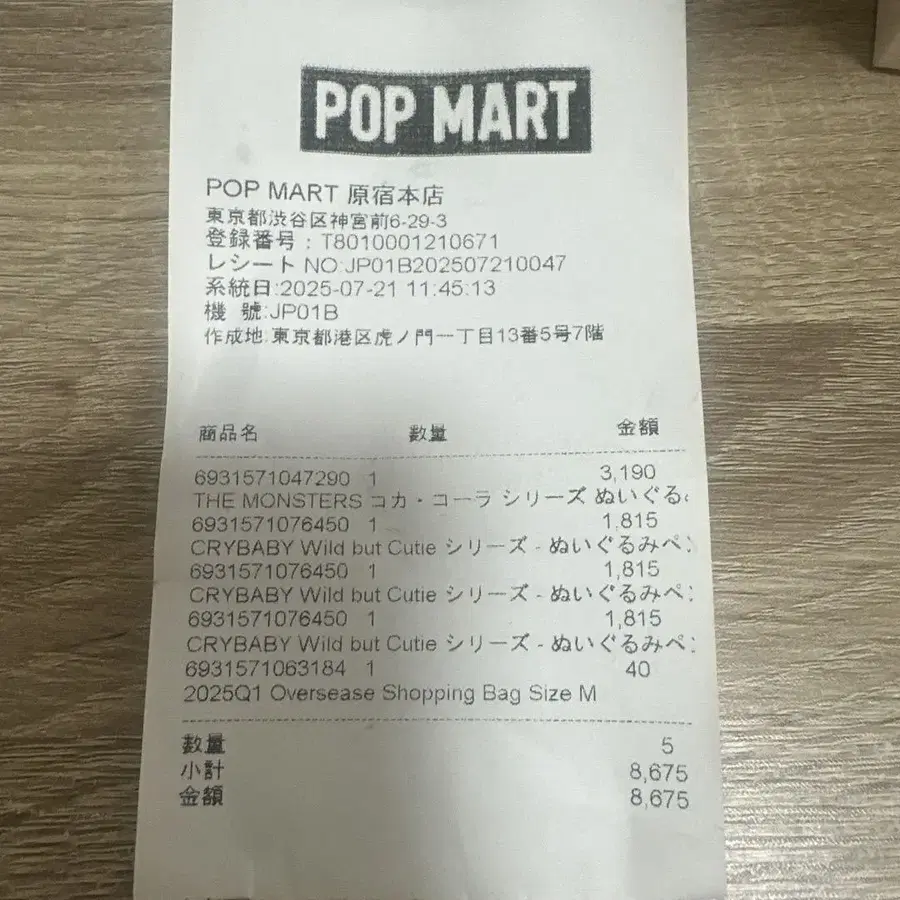 POP MART
POP MART 原宿本店
東京都渋谷区神宮前6-29-3
登録番号：T8010001210671
レシート NO:JP01B202507210047
系統日:2025-07-21 11:45:13
機 號:JP01B
作成地:東京都港区虎ノ門一丁目13番5号7階
商品名 数量 金額
6931571047290 1 3,190
THE MONSTERS コカ・コーラ シリーズ ぬいぐる
6931571076450 1 1,815
CRYBABY Wild but Cutie シリーズ - ぬいぐるみペン
6931571076450 1 1,815
CRYBABY Wild but Cutie シリーズ - ぬいぐるみペ
6931571076450 1 1,815
CRYBABY Wild but Cutie シリーズ - ぬいぐるみペ
6931571063184 1 40
2025Q1 Oversease Shopping Bag Size M
数量 5
小計 8,675
金額 8,675